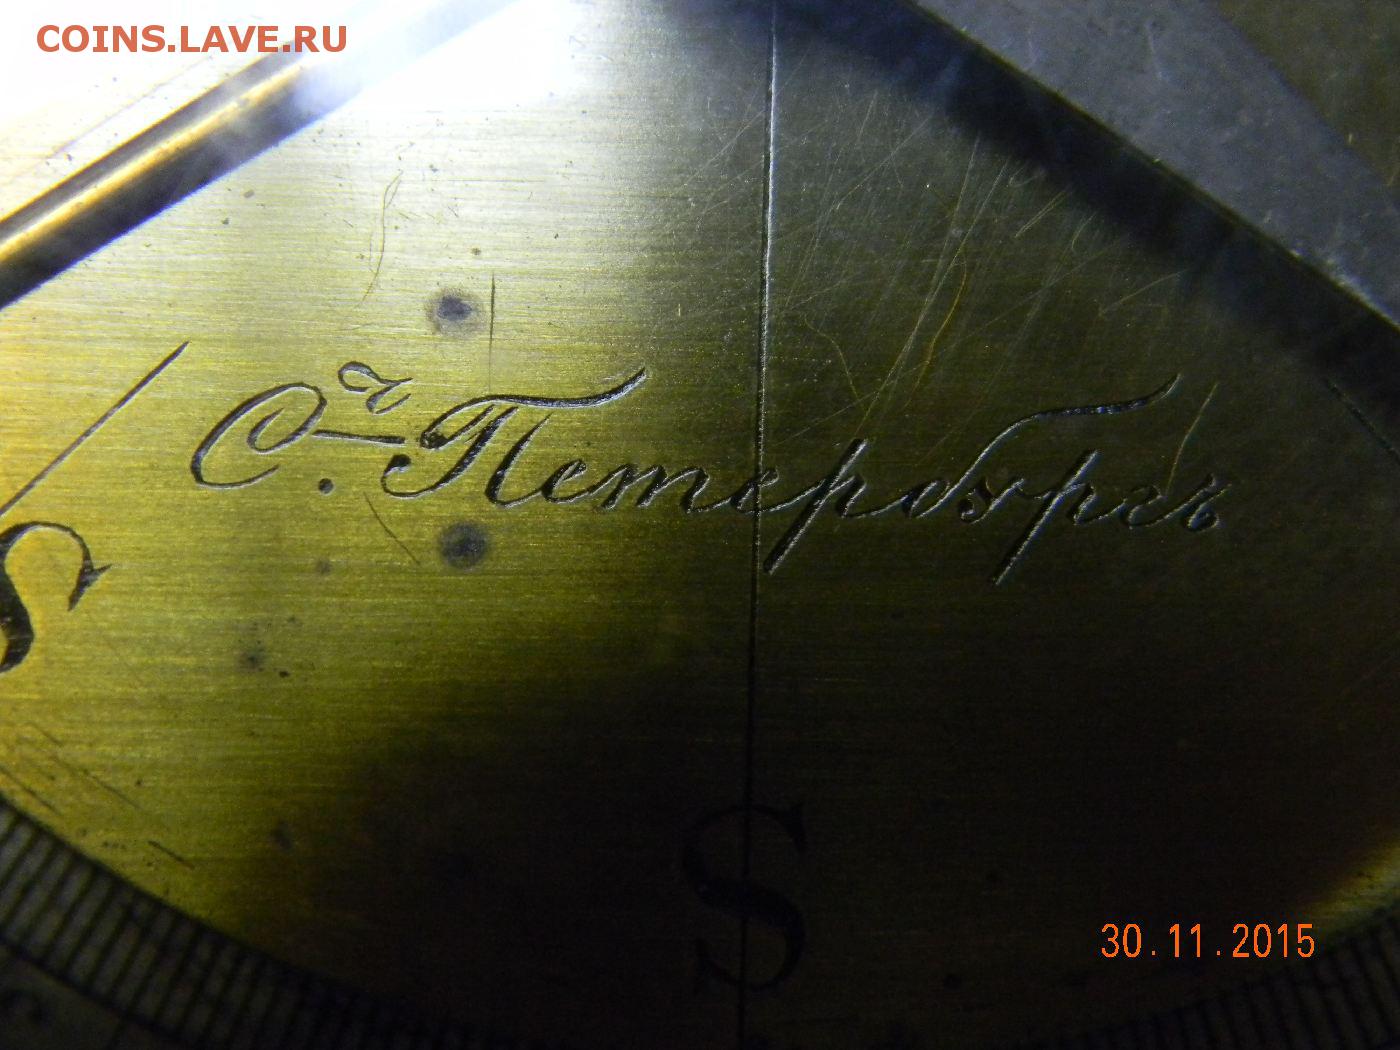 COINS.LAVE.RU
С.ъ Петербургъ
S
S
30.11.2015